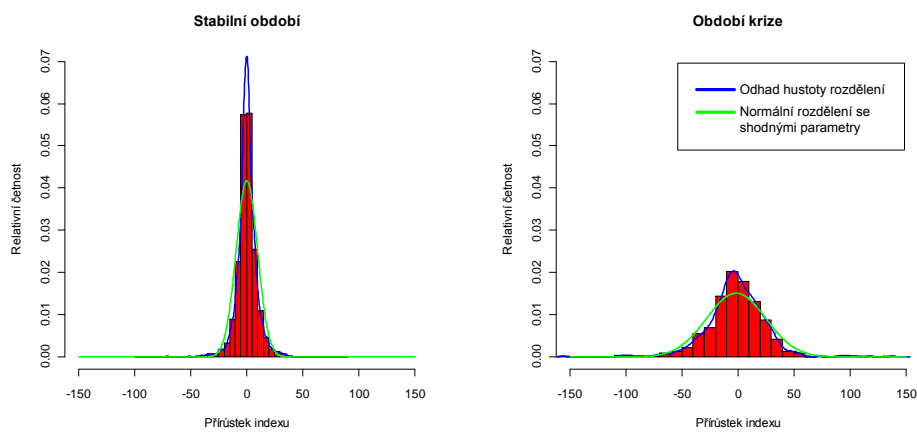 Stabilní období
Období krize
0.07
0.06
0.05
0.04
0.03
0.02
0.01
0.00
Relativní četnost
-150 -100 -50 0 50 100 150
Přírůstek indexu
0.07
0.06
0.05
0.04
0.03
0.02
0.01
0.00
Relativní četnost
Odhad hustoty rozdělení
Normální rozdělení se
shodnými parametry
-150 -100 -50 0 50 100 150
Přírůstek indexu